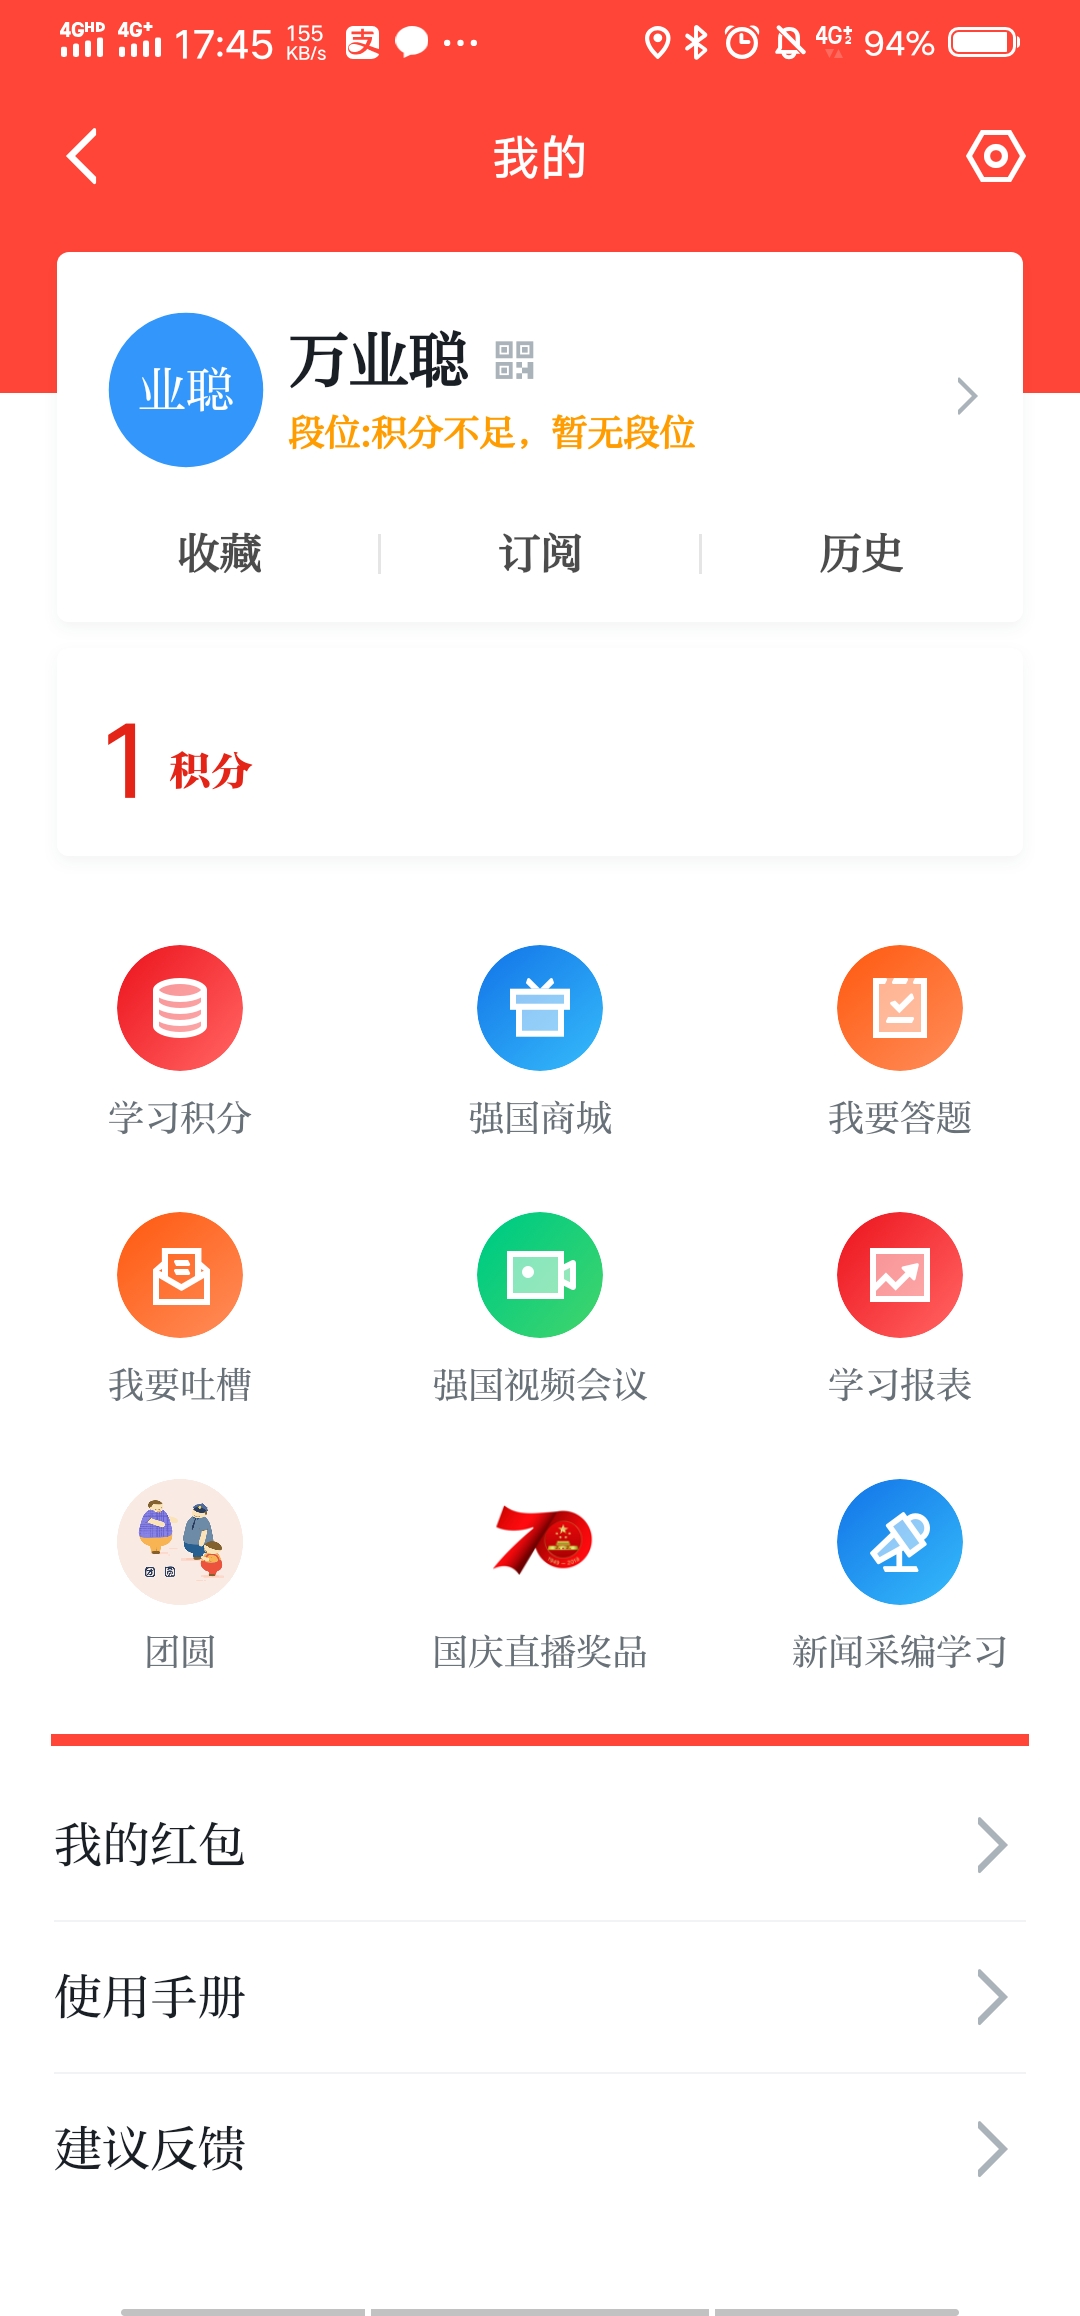 4GHD 4G+ 17:45 155 KB/s 支 ... 4G+ 2 94%
我的
业聪
万业聪
段位:积分不足，暂无段位
收藏 订阅 历史
1 积分
学习积分 强国商城 我要答题
我要吐槽 强国视频会议 学习报表
70
团圆 国庆直播奖品 新闻采编学习
我的红包
使用手册
建议反馈